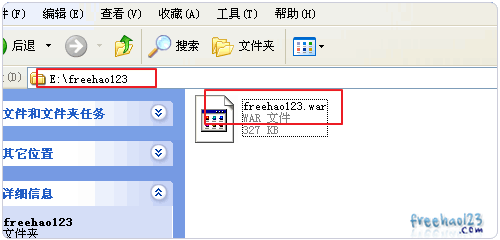 件(F) 编辑(E) 查看(V) 收藏(A) 工具(T) 帮助(H)
后退 搜索 文件夹
(D) E:\freehao123
文件和文件夹任务
其它位置
详细信息
freehao123
文件夹
freehao123.war
WAR 文件
327 KB
freehao123
.com